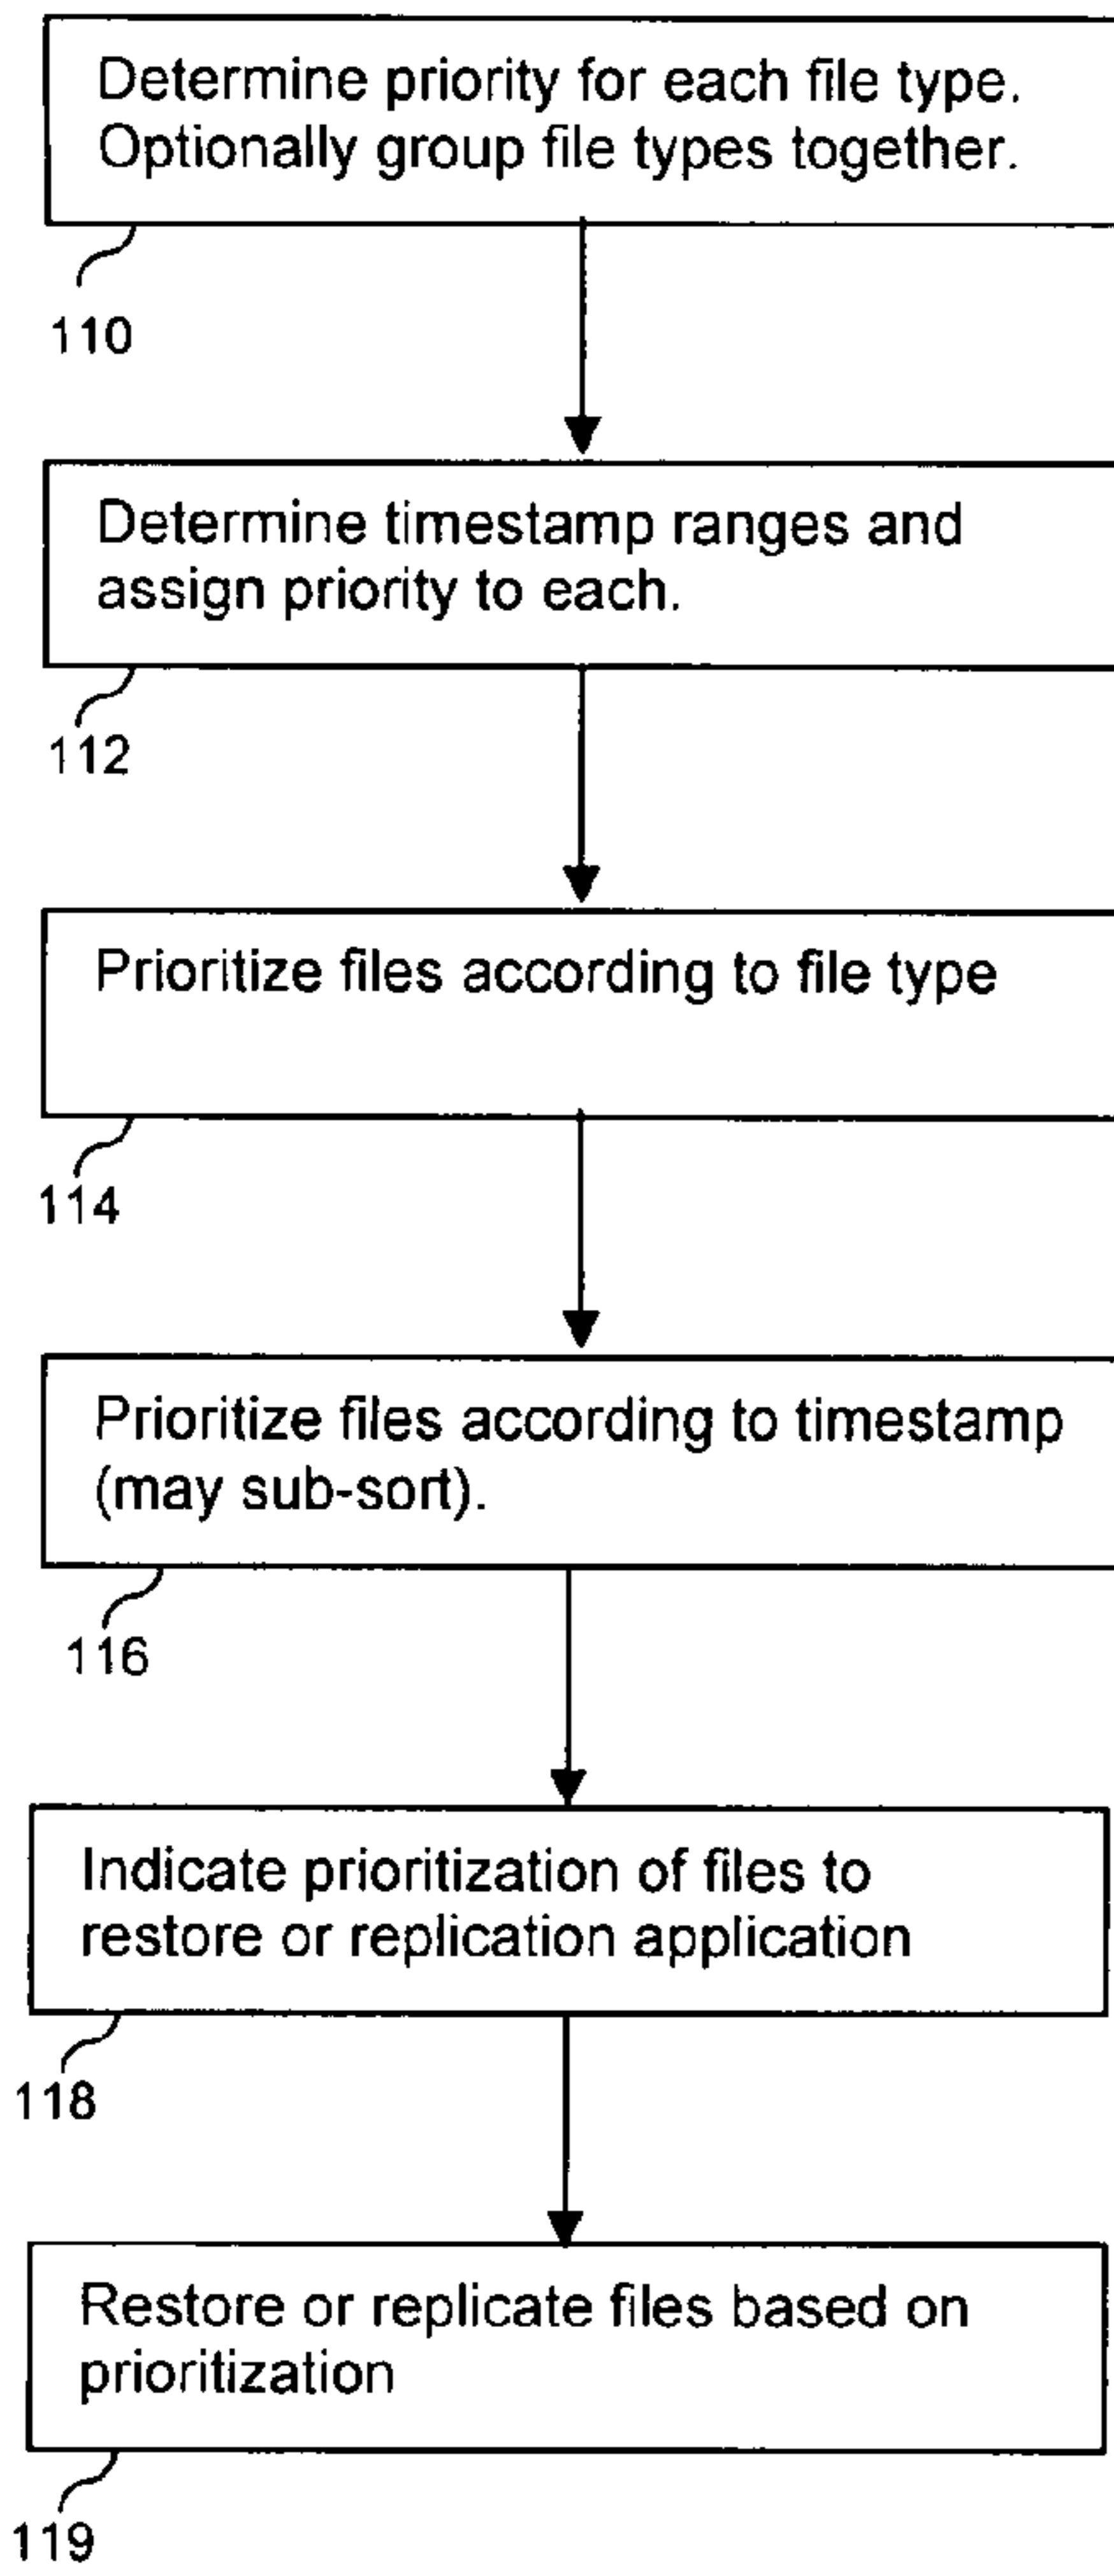 Determine priority for each file type.
Optionally group file types together.
110
Determine timestamp ranges and
assign priority to each.
112
Prioritize files according to file type
114
Prioritize files according to timestamp
(may sub-sort).
116
Indicate prioritization of files to
restore or replication application
118
Restore or replicate files based on
prioritization
119